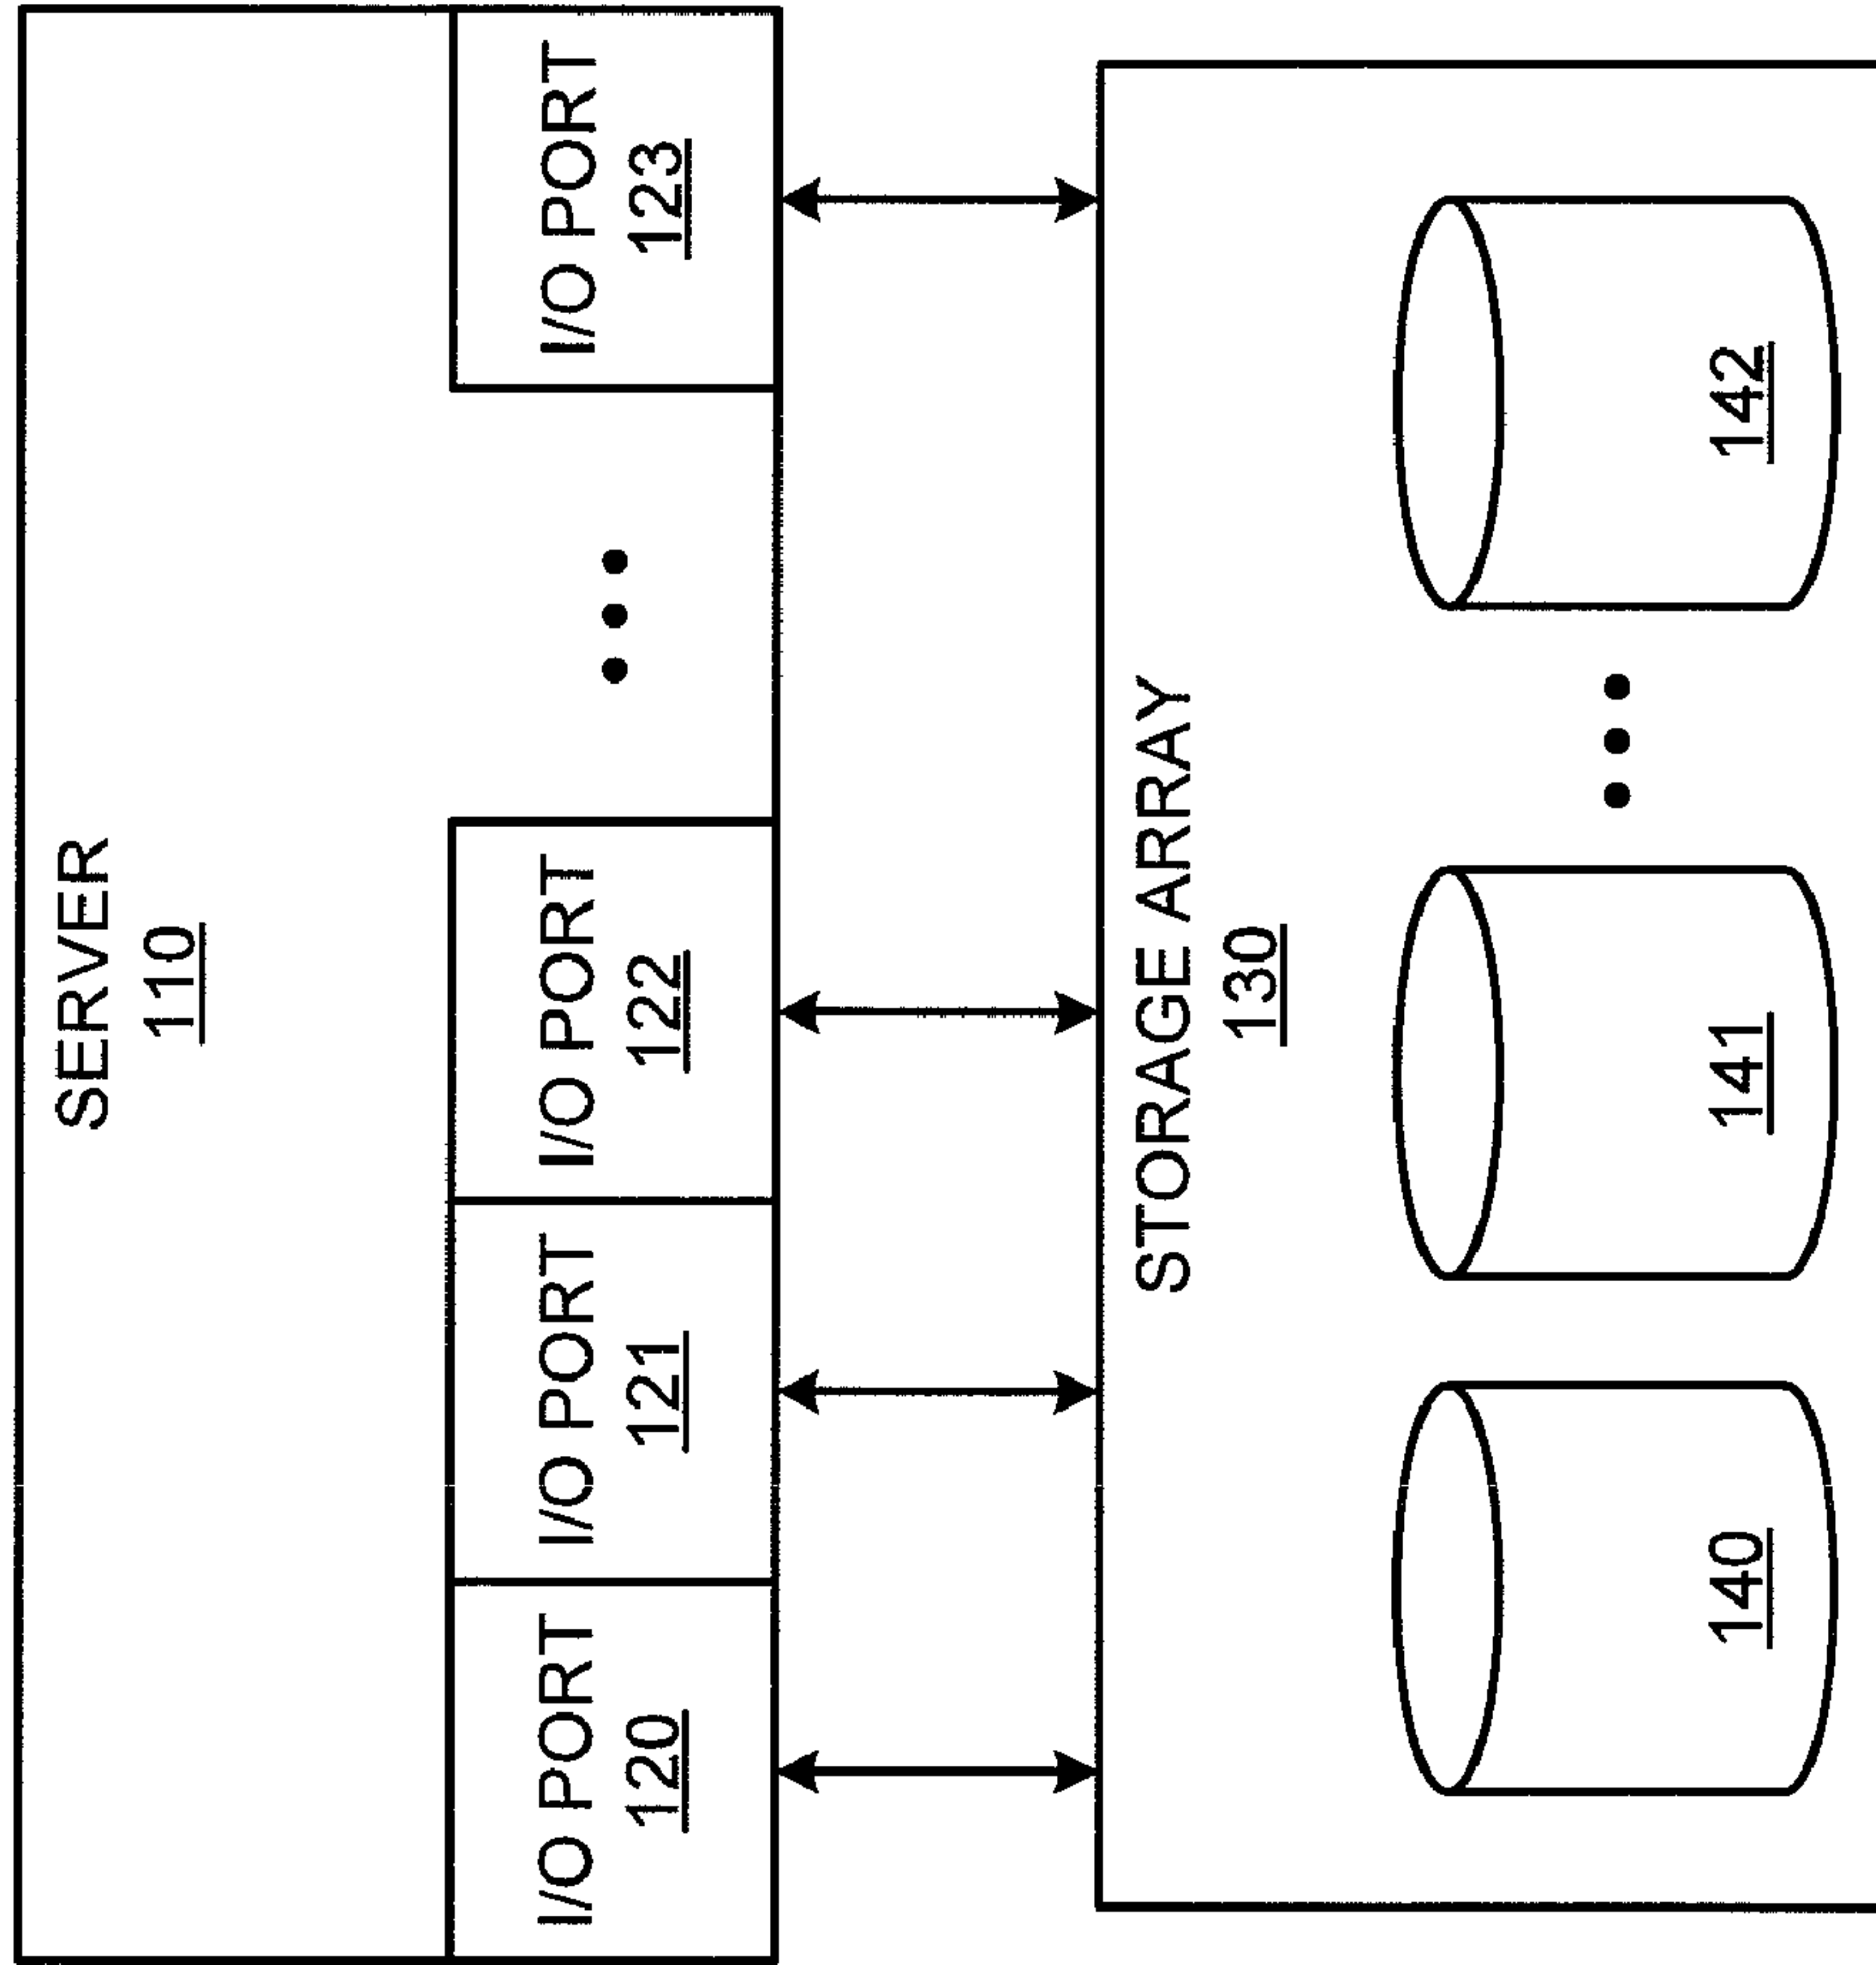 SERVER
110
I/O PORT
120
I/O PORT
121
I/O PORT
122
I/O PORT
123
STORAGE ARRAY
130
140
141
142